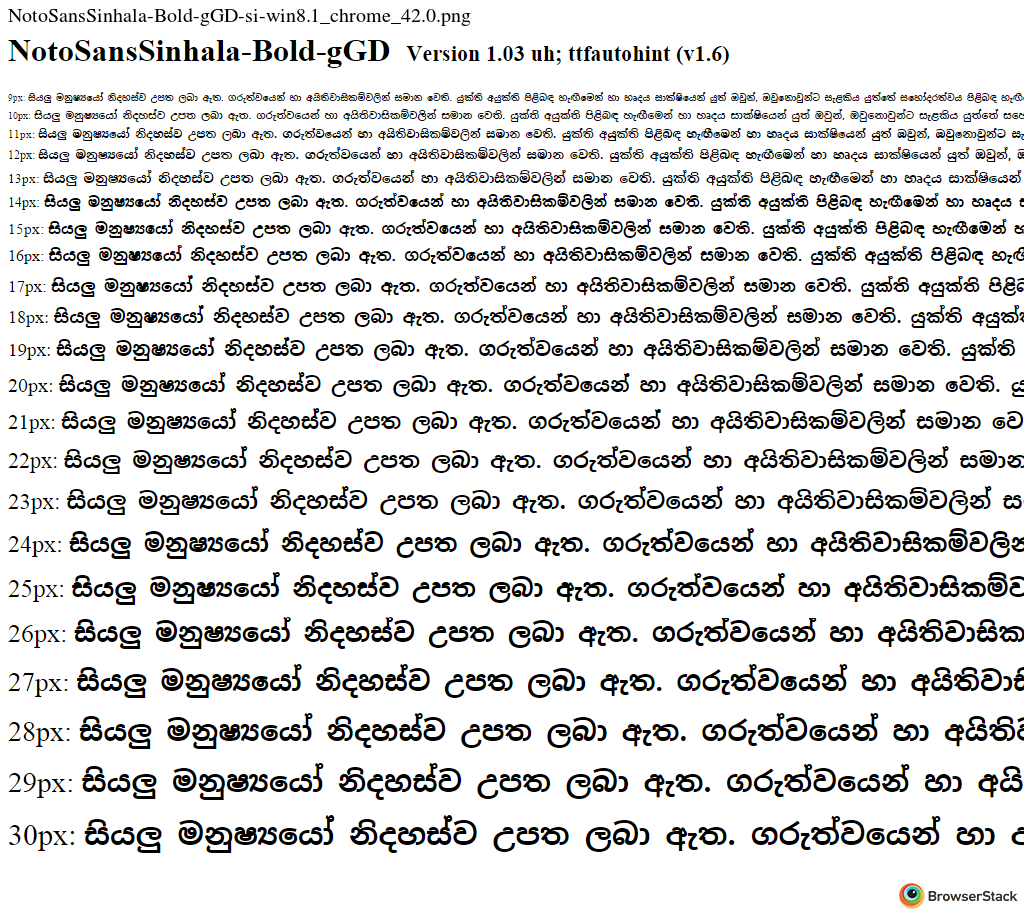 NotoSansSinhala-Bold-gGD-si-win8.1_chrome_42.0.png
NotoSansSinhala-Bold-gGD Version 1.03 uh; ttfautohint (v1.6)
9px: සියලු මනුෂ්‍යයෝ නිදහස්ව උපත ලබා ඇත. ගරුත්වයෙන් හා අයිතිවාසිකම්වලින් සමාන වෙති. යුක්ති අයුක්ති පිළිබඳ හැඟීමෙන් හා හෘදය සාක්ෂියෙන් යුත් ඔවුන්, ඔවුනොවුන්ට සැළකිය යුත්තේ සහෝදරත්වය පිළිබඳ
10px: සියලු මනුෂ්‍යයෝ නිදහස්ව උපත ලබා ඇත. ගරුත්වයෙන් හා අයිතිවාසිකම්වලින් සමාන වෙති. යුක්ති අයුක්ති පිළිබඳ හැඟීමෙන් හා හෘදය සාක්ෂියෙන් යුත් ඔවුන්, ඔවුනොවුන්ට සැළකිය යුත්තේ
11px: සියලු මනුෂ්‍යයෝ නිදහස්ව උපත ලබා ඇත. ගරුත්වයෙන් හා අයිතිවාසිකම්වලින් සමාන වෙති. යුක්ති අයුක්ති පිළිබඳ හැඟීමෙන් හා හෘදය සාක්ෂියෙන් යුත් ඔවුන්, ඔවුනොවුන්ට
12px: සියලු මනුෂ්‍යයෝ නිදහස්ව උපත ලබා ඇත. ගරුත්වයෙන් හා අයිතිවාසිකම්වලින් සමාන වෙති. යුක්ති අයුක්ති පිළිබඳ හැඟීමෙන් හා හෘදය සාක්ෂියෙන් යුත් ඔවුන්,
13px: සියලු මනුෂ්‍යයෝ නිදහස්ව උපත ලබා ඇත. ගරුත්වයෙන් හා අයිතිවාසිකම්වලින් සමාන වෙති. යුක්ති අයුක්ති පිළිබඳ හැඟීමෙන් හා හෘදය සාක්ෂියෙන්
14px: සියලු මනුෂ්‍යයෝ නිදහස්ව උපත ලබා ඇත. ගරුත්වයෙන් හා අයිතිවාසිකම්වලින් සමාන වෙති. යුක්ති අයුක්ති පිළිබඳ හැඟීමෙන් හා හෘදය
15px: සියලු මනුෂ්‍යයෝ නිදහස්ව උපත ලබා ඇත. ගරුත්වයෙන් හා අයිතිවාසිකම්වලින් සමාන වෙති. යුක්ති අයුක්ති පිළිබඳ හැඟීමෙන්
16px: සියලු මනුෂ්‍යයෝ නිදහස්ව උපත ලබා ඇත. ගරුත්වයෙන් හා අයිතිවාසිකම්වලින් සමාන වෙති. යුක්ති අයුක්ති පිළිබඳ
17px: සියලු මනුෂ්‍යයෝ නිදහස්ව උපත ලබා ඇත. ගරුත්වයෙන් හා අයිතිවාසිකම්වලින් සමාන වෙති. යුක්ති අයුක්ති
18px: සියලු මනුෂ්‍යයෝ නිදහස්ව උපත ලබා ඇත. ගරුත්වයෙන් හා අයිතිවාසිකම්වලින් සමාන වෙති. යුක්ති
19px: සියලු මනුෂ්‍යයෝ නිදහස්ව උපත ලබා ඇත. ගරුත්වයෙන් හා අයිතිවාසිකම්වලින් සමාන වෙති. යුක්ති
20px: සියලු මනුෂ්‍යයෝ නිදහස්ව උපත ලබා ඇත. ගරුත්වයෙන් හා අයිතිවාසිකම්වලින් සමාන වෙති.
21px: සියලු මනුෂ්‍යයෝ නිදහස්ව උපත ලබා ඇත. ගරුත්වයෙන් හා අයිතිවාසිකම්වලින් සමාන
22px: සියලු මනුෂ්‍යයෝ නිදහස්ව උපත ලබා ඇත. ගරුත්වයෙන් හා අයිතිවාසිකම්වලින් සමාන
23px: සියලු මනුෂ්‍යයෝ නිදහස්ව උපත ලබා ඇත. ගරුත්වයෙන් හා අයිතිවාසිකම්වලින්
24px: සියලු මනුෂ්‍යයෝ නිදහස්ව උපත ලබා ඇත. ගරුත්වයෙන් හා අයිතිවාසිකම්වලින්
25px: සියලු මනුෂ්‍යයෝ නිදහස්ව උපත ලබා ඇත. ගරුත්වයෙන් හා අයිතිවාසිකම්ව
26px: සියලු මනුෂ්‍යයෝ නිදහස්ව උපත ලබා ඇත. ගරුත්වයෙන් හා අයිතිවාසික
27px: සියලු මනුෂ්‍යයෝ නිදහස්ව උපත ලබා ඇත. ගරුත්වයෙන් හා අයිතිවාසි
28px: සියලු මනුෂ්‍යයෝ නිදහස්ව උපත ලබා ඇත. ගරුත්වයෙන් හා අයිති
29px: සියලු මනුෂ්‍යයෝ නිදහස්ව උපත ලබා ඇත. ගරුත්වයෙන් හා අයි
30px: සියලු මනුෂ්‍යයෝ නිදහස්ව උපත ලබා ඇත. ගරුත්වයෙන් හා
BrowserStack